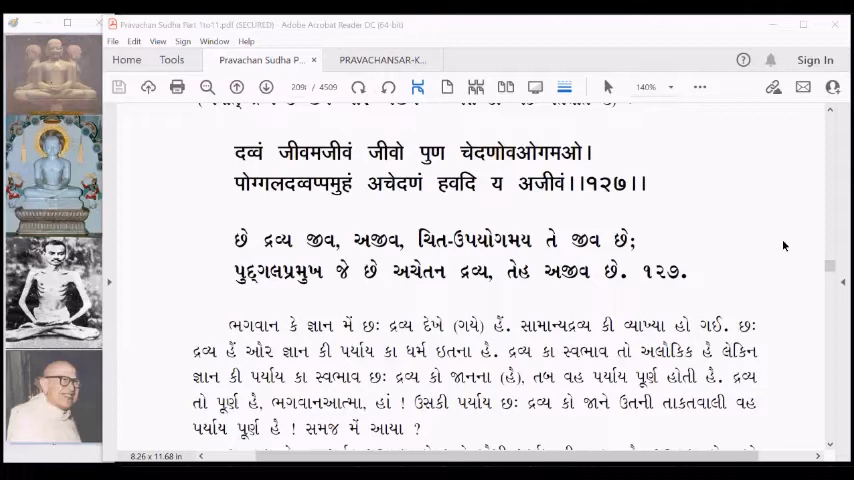 Pravachan Sudha Part 1to11.pdf (SECURED) - Adobe Acrobat Reader DC (64-bit)
File Edit View Sign Window Help
Home Tools Pravachan Sudha P... × PRAVACHANSAR-K... Sign In
209 / 4509 140%
दव्वं जीवमजीवं जीवो पुण चेदणोवओगमओ।
पोग्गलदव्वप्पमुहं अचेदणं हवदि य अजीवं।।१२७।।
છે દ્રવ્ય જીવ, અજીવ, ચિત-ઉપયોગમય તે જીવ છે;
પુદ્ગલપ્રમુખ જે છે અચેતન દ્રવ્ય, તેહ અજીવ છે. ૧૨૭.
ભગવાન કે જ્ઞાન મેં છઃ દ્રવ્ય દેખે (ગયે) હૈં. સામાન્યદ્રવ્ય કી વ્યાખ્યા હો ગઈ. છઃ
દ્રવ્ય હૈં ઔર જ્ઞાન કી પર્યાય કા ધર્મ ઇતના હૈ. દ્રવ્ય કા સ્વભાવ તો અલૌકિક હૈ લેકિન
જ્ઞાન કી પર્યાય કા સ્વભાવ છઃ દ્રવ્ય કો જાનના (હૈ), તબ વહ પર્યાય પૂર્ણ હોતી હૈ. દ્રવ્ય
તો પૂર્ણ હૈ, ભગવાનઆત્મા, હાં ! ઉસકી પર્યાય છઃ દ્રવ્ય કો જાને ઉતની તાકતવાલી વહ
પર્યાય પૂર્ણ હૈ ! સમજ મેં આયા ?
8.26 x 11.68 in